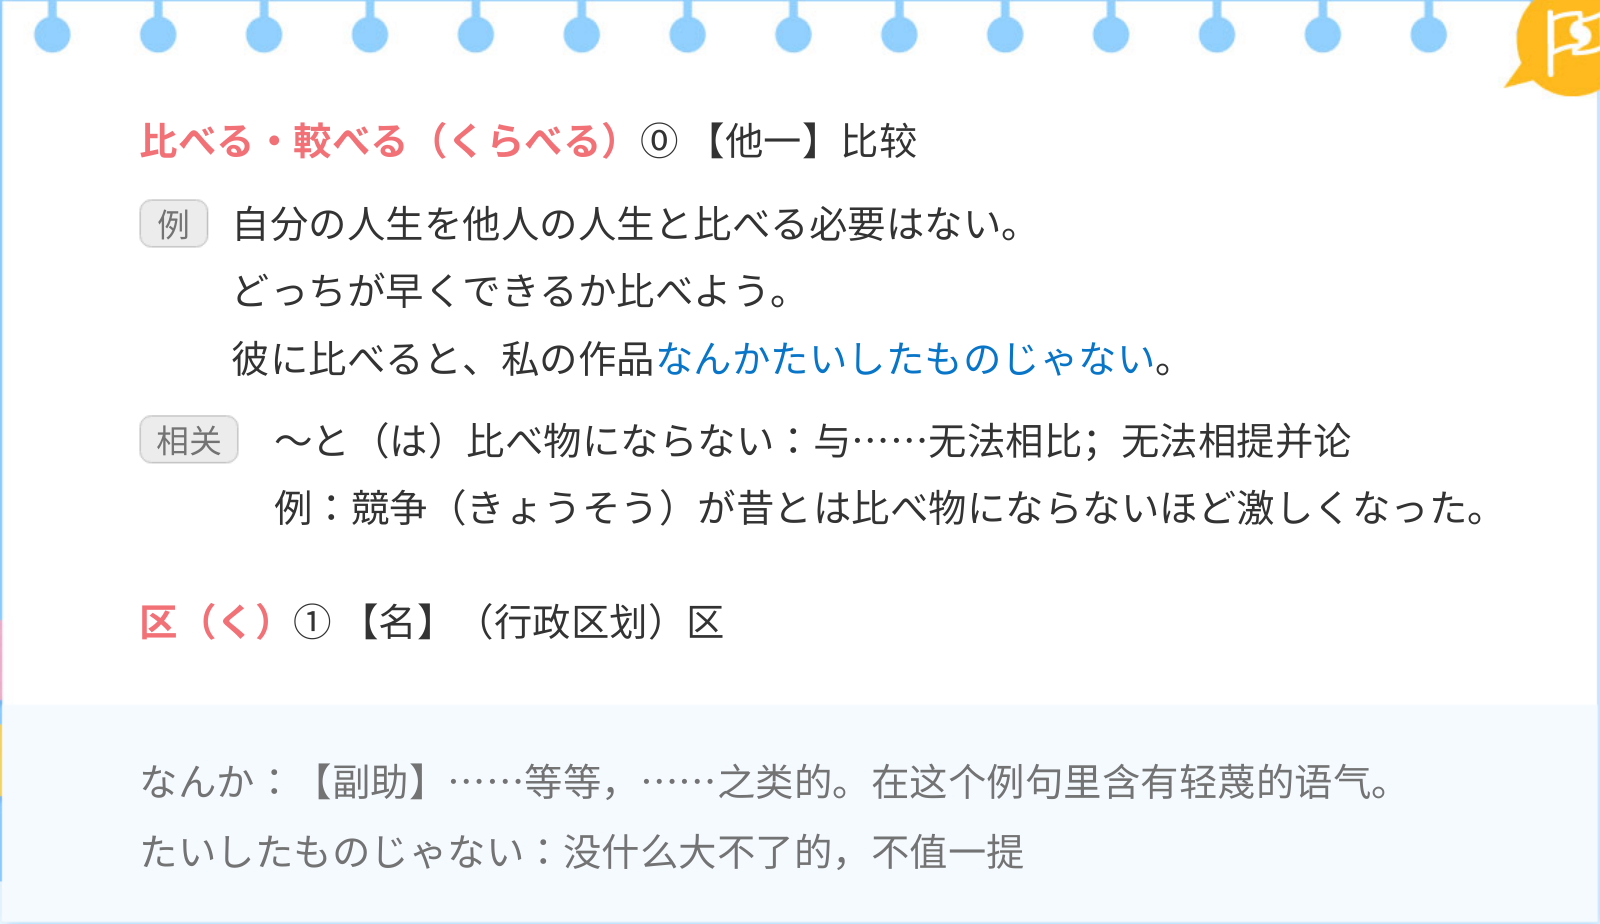 比べる・較べる（くらべる）⓪ 【他一】比较
例 自分の人生を他人の人生と比べる必要はない。
どっちが早くできるか比べよう。
彼に比べると、私の作品なんかたいしたものじゃない。
相关 ～と（は）比べ物にならない：与……无法相比；无法相提并论
例：競争（きょうそう）が昔とは比べ物にならないほど激しくなった。
区（く）① 【名】（行政区划）区
なんか：【副助】……等等，……之类的。在这个例句里含有轻蔑的语气。
たいしたものじゃない：没什么大不了的，不值一提